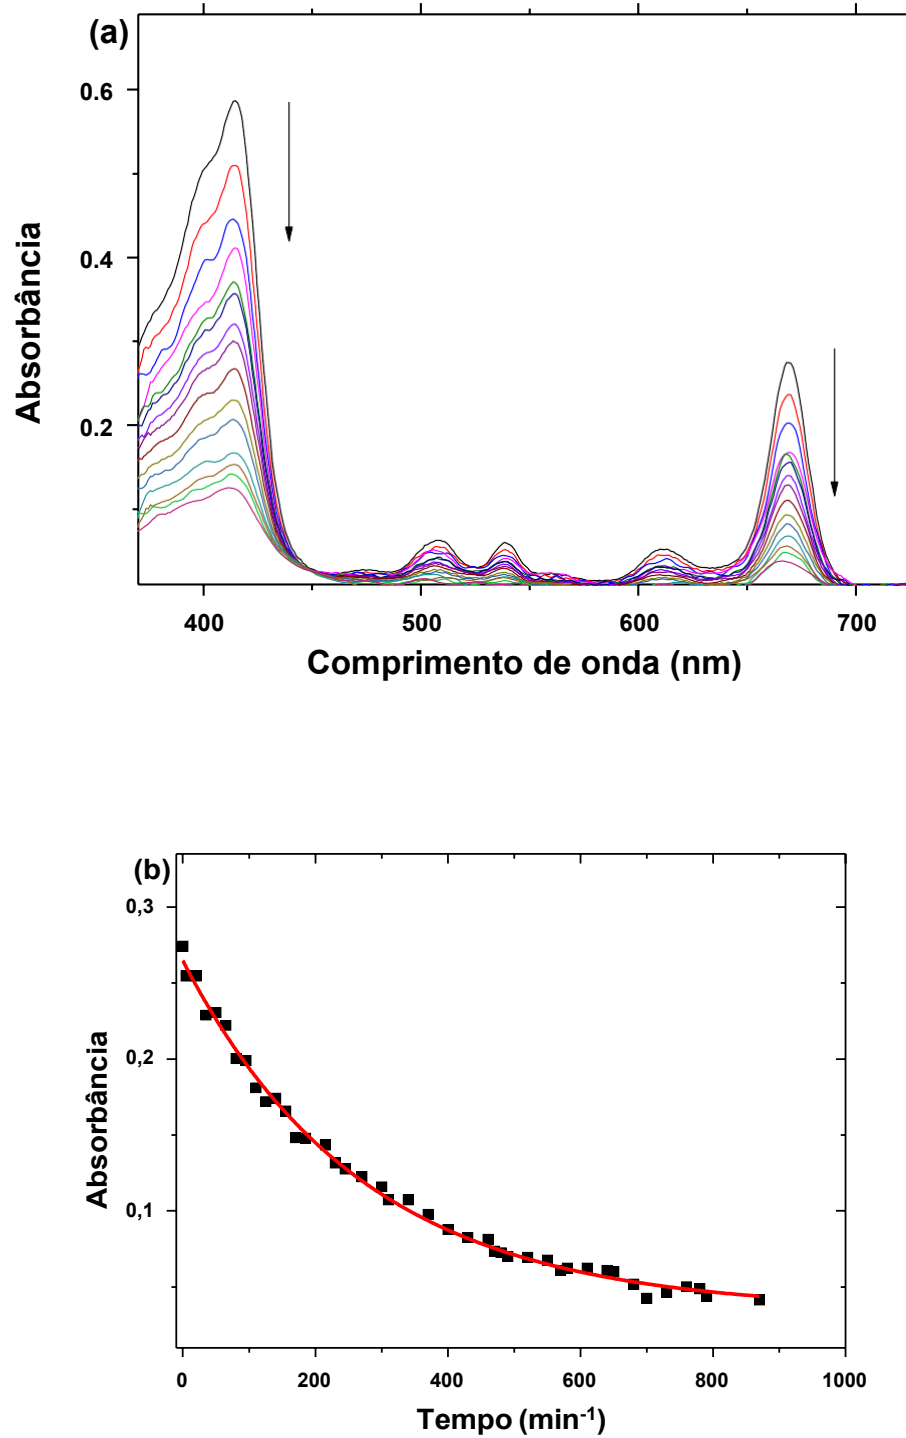 (a)
0.6
0.4
0.2
Absorbância
400 500 600 700
Comprimento de onda (nm)
(b)
0,3
0,2
0,1
Absorbância
0 200 400 600 800 1000
Tempo (min⁻¹)